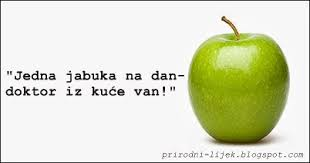 "Jedna jabuka na dan-
doktor iz kuće van!"
prirodni-lijek.blogspot.com